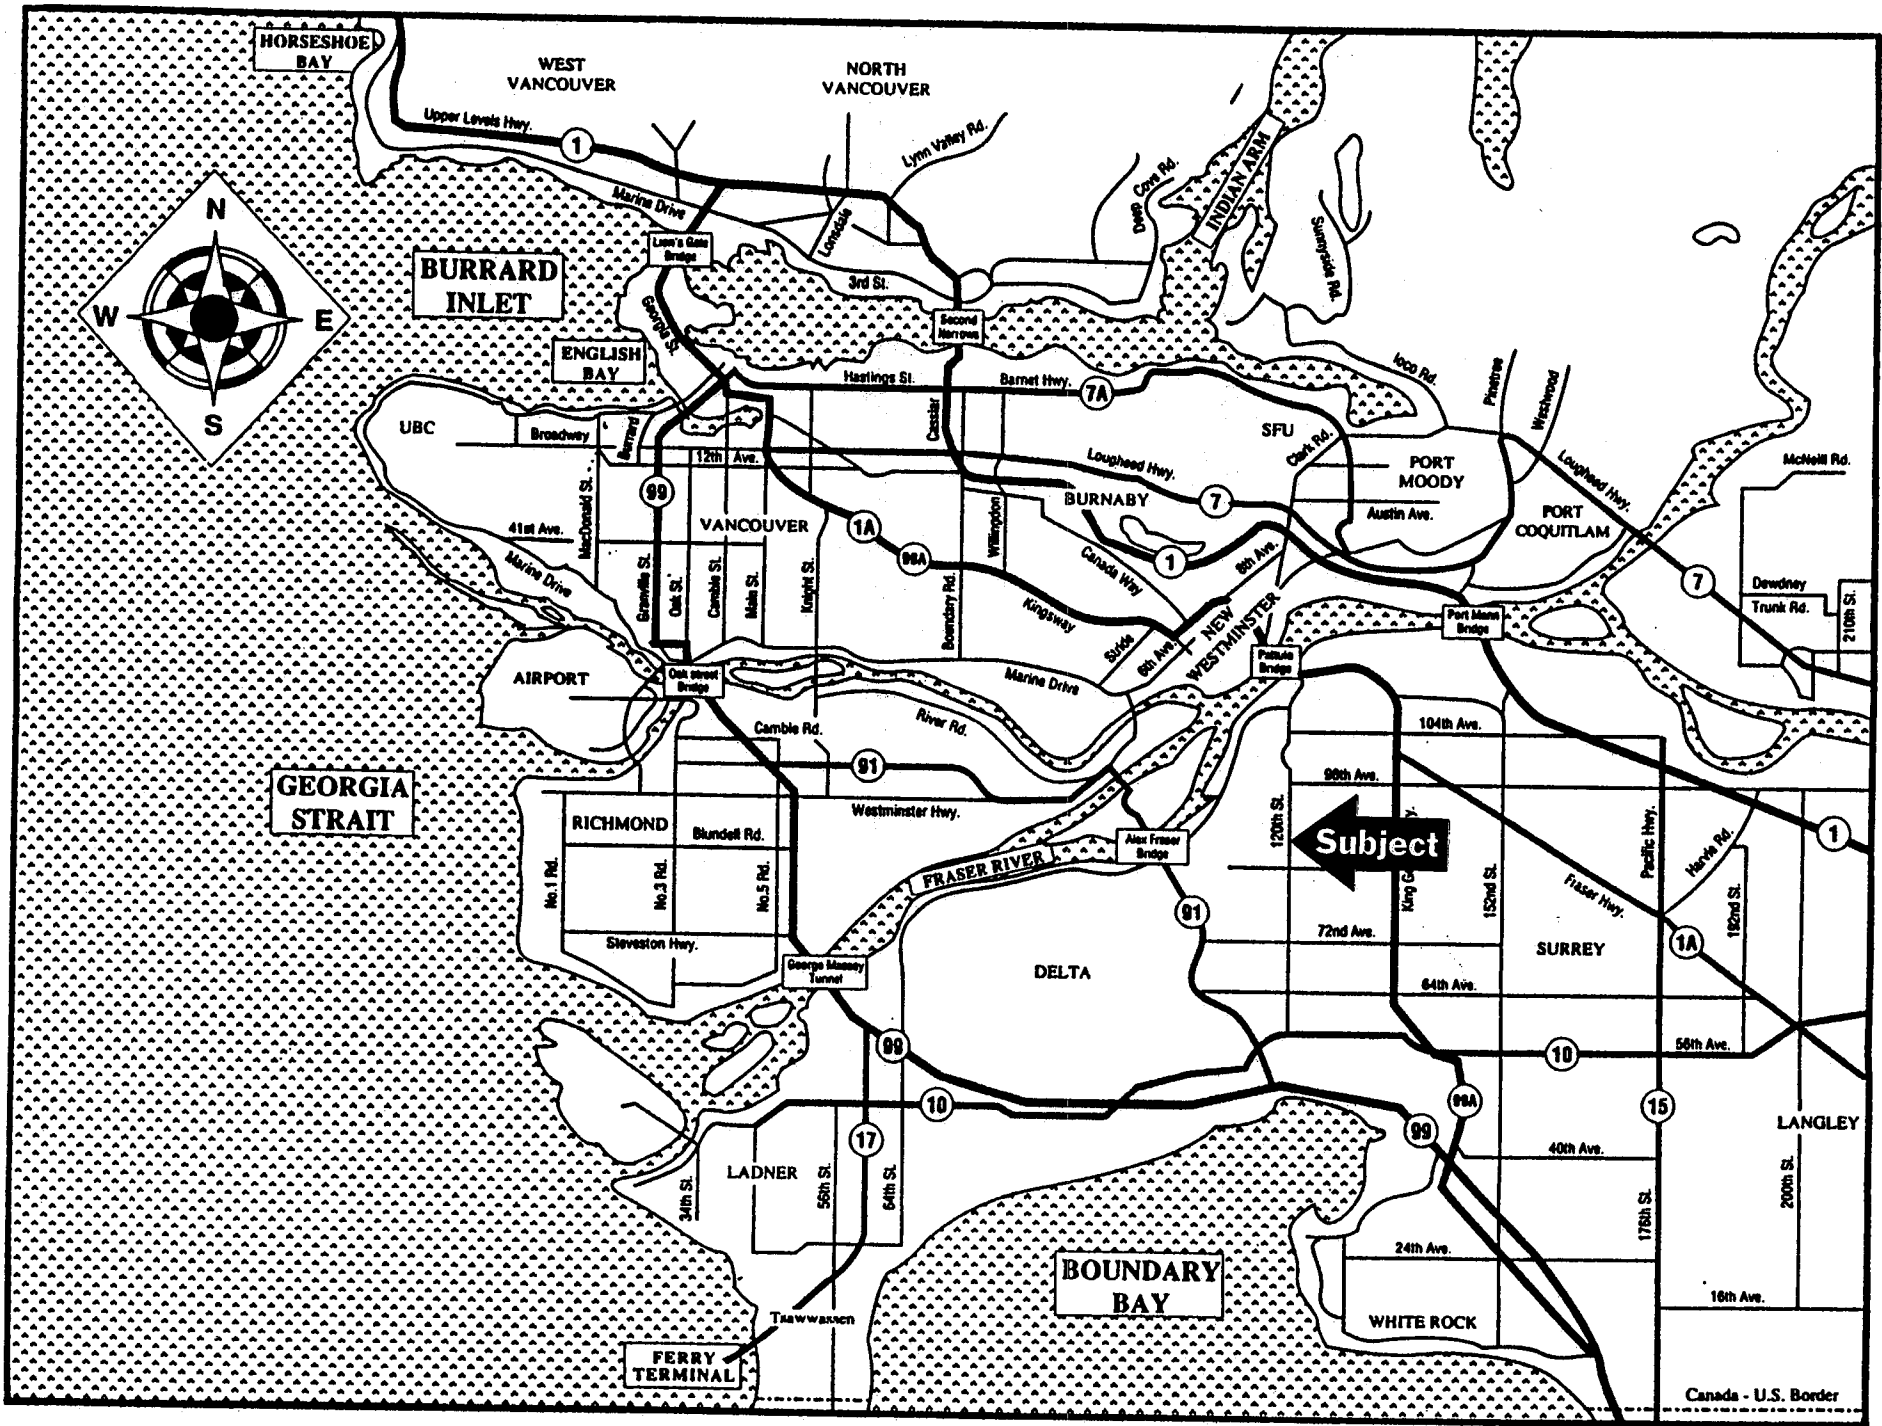 HORSESHOE
BAY
WEST
VANCOUVER
NORTH
VANCOUVER
Upper Levels Hwy.
1
Lynn Valley Rd.
Deep Cove Rd.
INDIAN ARM
Marine Drive
Lonsdale
Sunnyside Rd.
N
W
E
S
BURRARD
INLET
Lion's Gate
Bridge
3rd St.
Georgia St.
Second
Narrows
ENGLISH
BAY
Hastings St.
Barnet Hwy.
7A
Ioco Rd.
Pinetree
Westwood
UBC
Broadway
Burrard
Cassiar
SFU
Clark Rd.
12th Ave.
Lougheed Hwy.
PORT
MOODY
Lougheed Hwy.
McNeill Rd.
99
MacDonald St.
BURNABY
7
Austin Ave.
PORT
COQUITLAM
41st Ave.
VANCOUVER
1A
99A
Willingdon
Canada Way
1
8th Ave.
7
Dewdney
Trunk Rd.
210th St.
Marine Drive
Granville St.
Oak St.
Cambie St.
Main St.
Knight St.
Boundary Rd.
Kingsway
Stride
6th Ave.
NEW
WESTMINSTER
Port Mann
Bridge
Pattullo
Bridge
AIRPORT
Oak street
Bridge
Marine Drive
Camble Rd.
River Rd.
104th Ave.
91
96th Ave.
GEORGIA
STRAIT
Westminster Hwy.
RICHMOND
Blundell Rd.
Alex Fraser
Bridge
120th St.
Subject
Pacific Hwy.
Harvie Rd.
1
FRASER RIVER
No.1 Rd.
No.3 Rd.
No.5 Rd.
91
152nd St.
Fraser Hwy.
192nd St.
72nd Ave.
SURREY
1A
Steveston Hwy.
George Massey
Tunnel
DELTA
64th Ave.
99
10
56th Ave.
10
99A
15
17
99
LANGLEY
40th Ave.
LADNER
34th St.
56th St.
64th St.
176th St.
200th St.
24th Ave.
BOUNDARY
BAY
16th Ave.
Tsawwassen
WHITE ROCK
FERRY
TERMINAL
Canada - U.S. Border